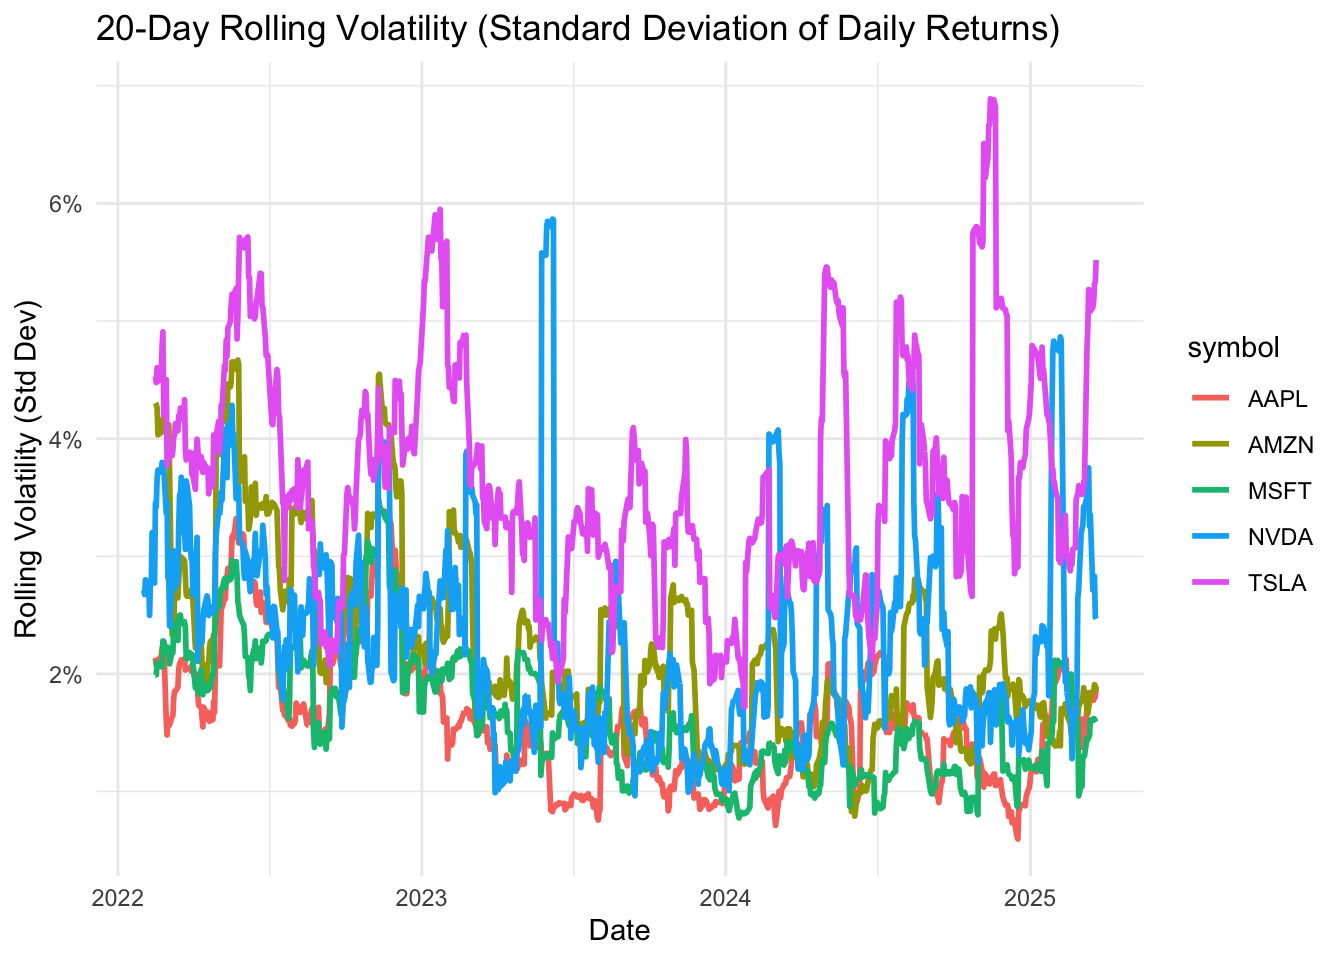 20-Day Rolling Volatility (Standard Deviation of Daily Returns)
Rolling Volatility (Std Dev)
6%
4%
2%
2022
2023
2024
2025
Date
symbol
AAPL
AMZN
MSFT
NVDA
TSLA